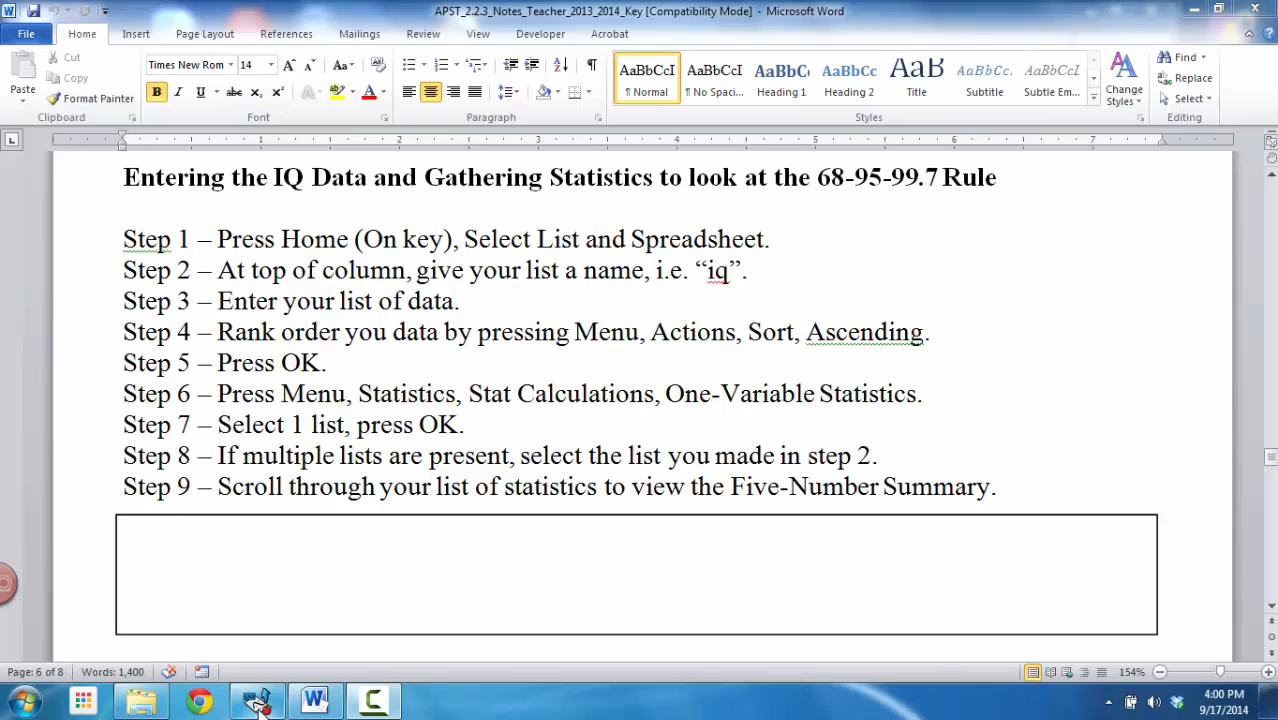 APST_2.2.3_Notes_Teacher_2013_2014_Key [Compatibility Mode] - Microsoft Word
File Home Insert Page Layout References Mailings Review View Developer Acrobat
Paste
Cut
Copy
Format Painter
Clipboard
Times New Rom 14
Font
Paragraph
AaBbCcI AaBbCcI AaBbC AaBbCc AaB AaBbCcI AaBbCcI
¶ Normal ¶ No Spaci... Heading 1 Heading 2 Title Subtitle Subtle Em...
Change Styles
Styles
Find
Replace
Select
Editing
1 2 3 4 5 6 7
Entering the IQ Data and Gathering Statistics to look at the 68-95-99.7 Rule
Step 1 – Press Home (On key), Select List and Spreadsheet.
Step 2 – At top of column, give your list a name, i.e. “iq”.
Step 3 – Enter your list of data.
Step 4 – Rank order you data by pressing Menu, Actions, Sort, Ascending.
Step 5 – Press OK.
Step 6 – Press Menu, Statistics, Stat Calculations, One-Variable Statistics.
Step 7 – Select 1 list, press OK.
Step 8 – If multiple lists are present, select the list you made in step 2.
Step 9 – Scroll through your list of statistics to view the Five-Number Summary.
Page: 6 of 8 Words: 1,400 154%
4:00 PM
9/17/2014